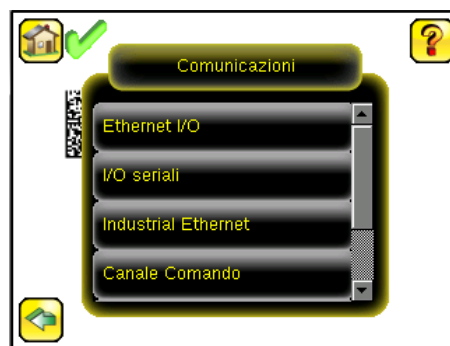 Comunicazioni
Ethernet I/O
I/O seriali
Industrial Ethernet
Canale Comando